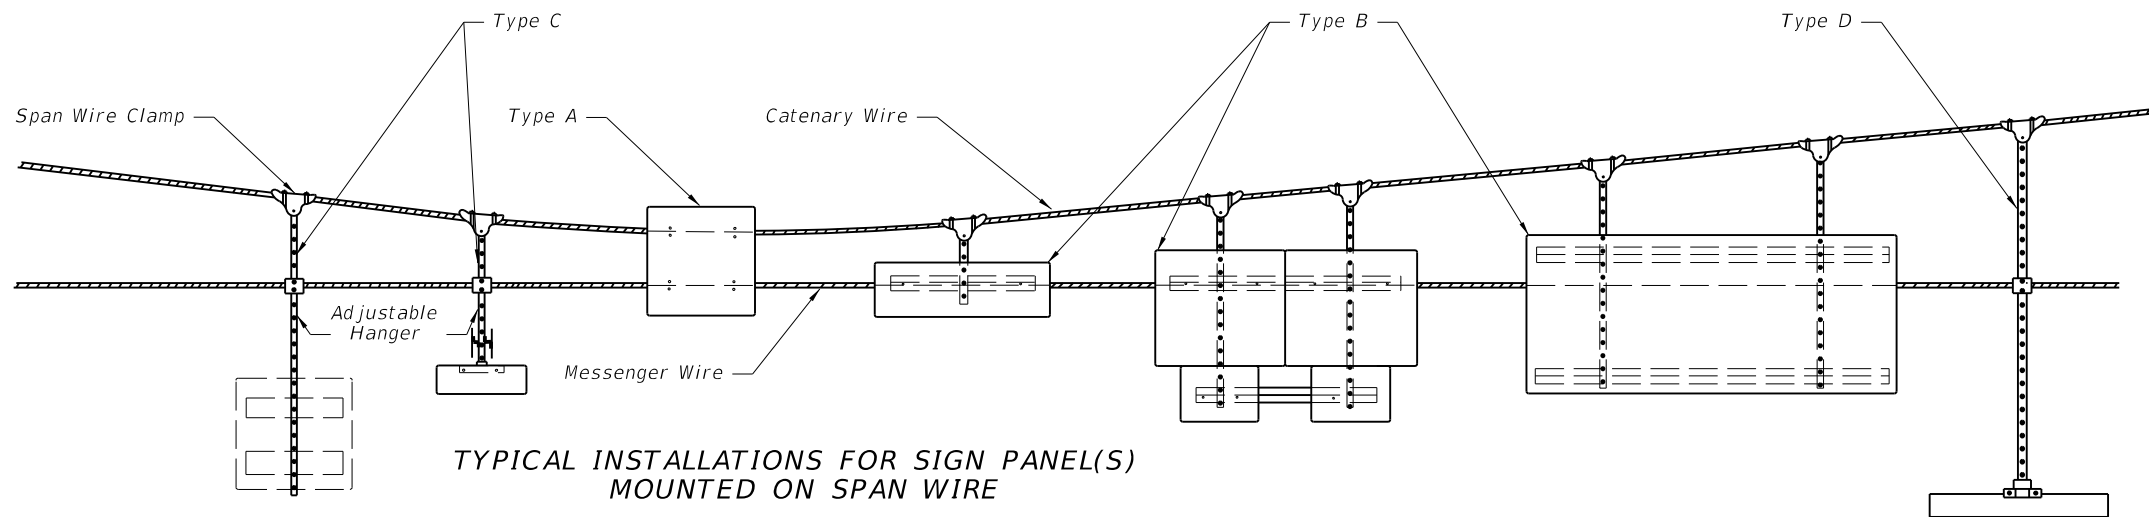 Type C
Type B
Type D
Span Wire Clamp
Type A
Catenary Wire
Adjustable
Hanger
Messenger Wire
TYPICAL INSTALLATIONS FOR SIGN PANEL(S)
MOUNTED ON SPAN WIRE